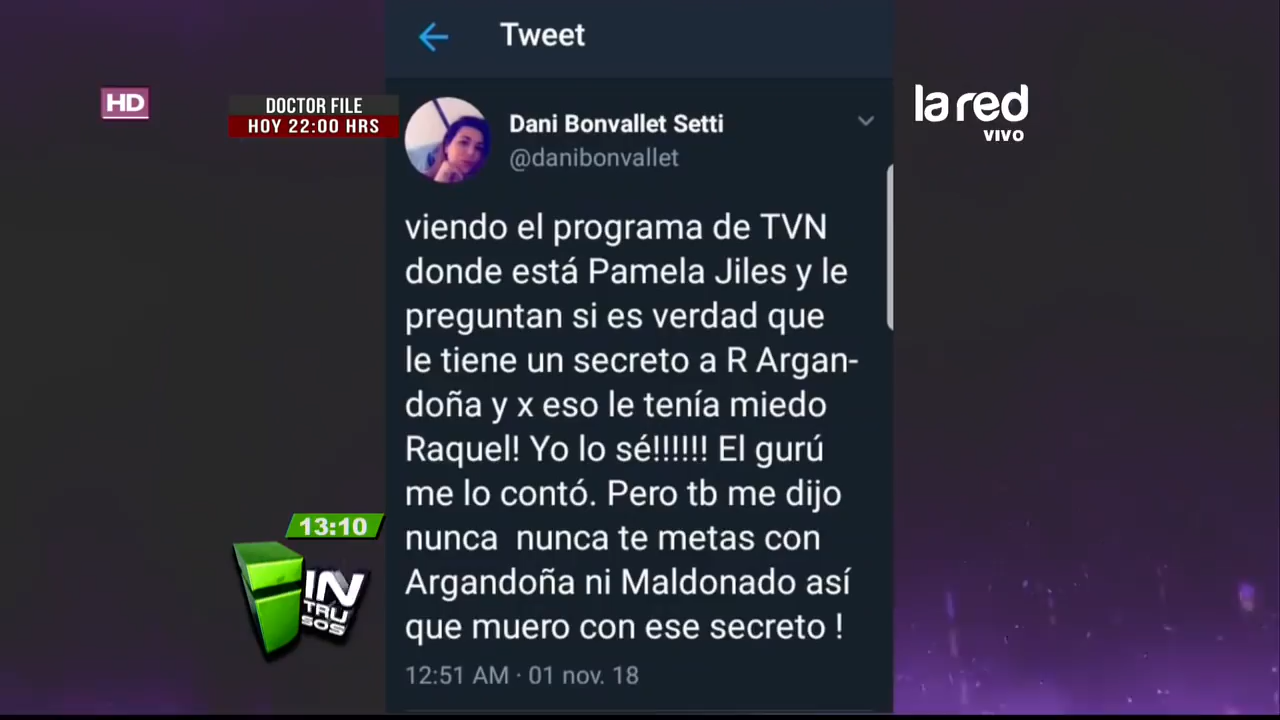 Tweet
HD
DOCTOR FILE
HOY 22:00 HRS
la red
VIVO
Dani Bonvallet Setti
@danibonvallet
viendo el programa de TVN
donde está Pamela Jiles y le
preguntan si es verdad que
le tiene un secreto a R Argan-
doña y x eso le tenía miedo
Raquel! Yo lo sé!!!!!! El gurú
me lo contó. Pero tb me dijo
nunca  nunca te metas con
Argandoña ni Maldonado así
que muero con ese secreto !
12:51 AM · 01 nov. 18
13:10
IN
TRU
SOS